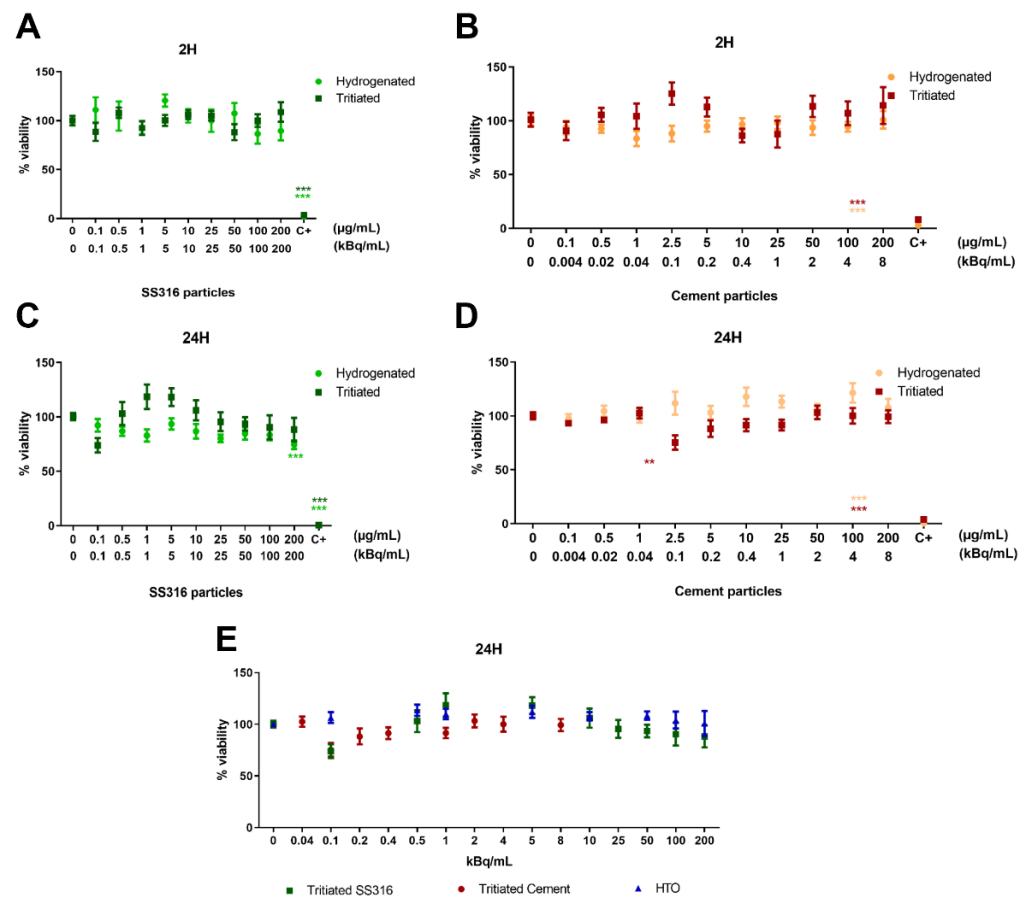 A
2H
Hydrogenated
Tritiated
% viability
150
100
50
0
***
***
0 0.1 0.5 1 5 10 25 50 100 200 C+ (µg/mL)
0 0.1 0.5 1 5 10 25 50 100 200 (kBq/mL)
SS316 particles
B
2H
Hydrogenated
Tritiated
% viability
150
100
50
0
***
***
0 0.1 0.5 1 2.5 5 10 25 50 100 200 C+ (µg/mL)
0 0.004 0.02 0.04 0.1 0.2 0.4 1 2 4 8 (kBq/mL)
Cement particles
C
24H
Hydrogenated
Tritiated
% viability
150
100
50
0
***
***
***
0 0.1 0.5 1 5 10 25 50 100 200 C+ (µg/mL)
0 0.1 0.5 1 5 10 25 50 100 200 (kBq/mL)
SS316 particles
D
24H
Hydrogenated
Tritiated
% viability
150
100
50
0
**
***
***
0 0.1 0.5 1 2.5 5 10 25 50 100 200 C+ (µg/mL)
0 0.004 0.02 0.04 0.1 0.2 0.4 1 2 4 8 (kBq/mL)
Cement particles
E
24H
% viability
150
100
50
0
0 0.04 0.1 0.2 0.4 0.5 1 2 4 5 8 10 25 50 100 200
kBq/mL
Tritiated SS316 Tritiated Cement HTO